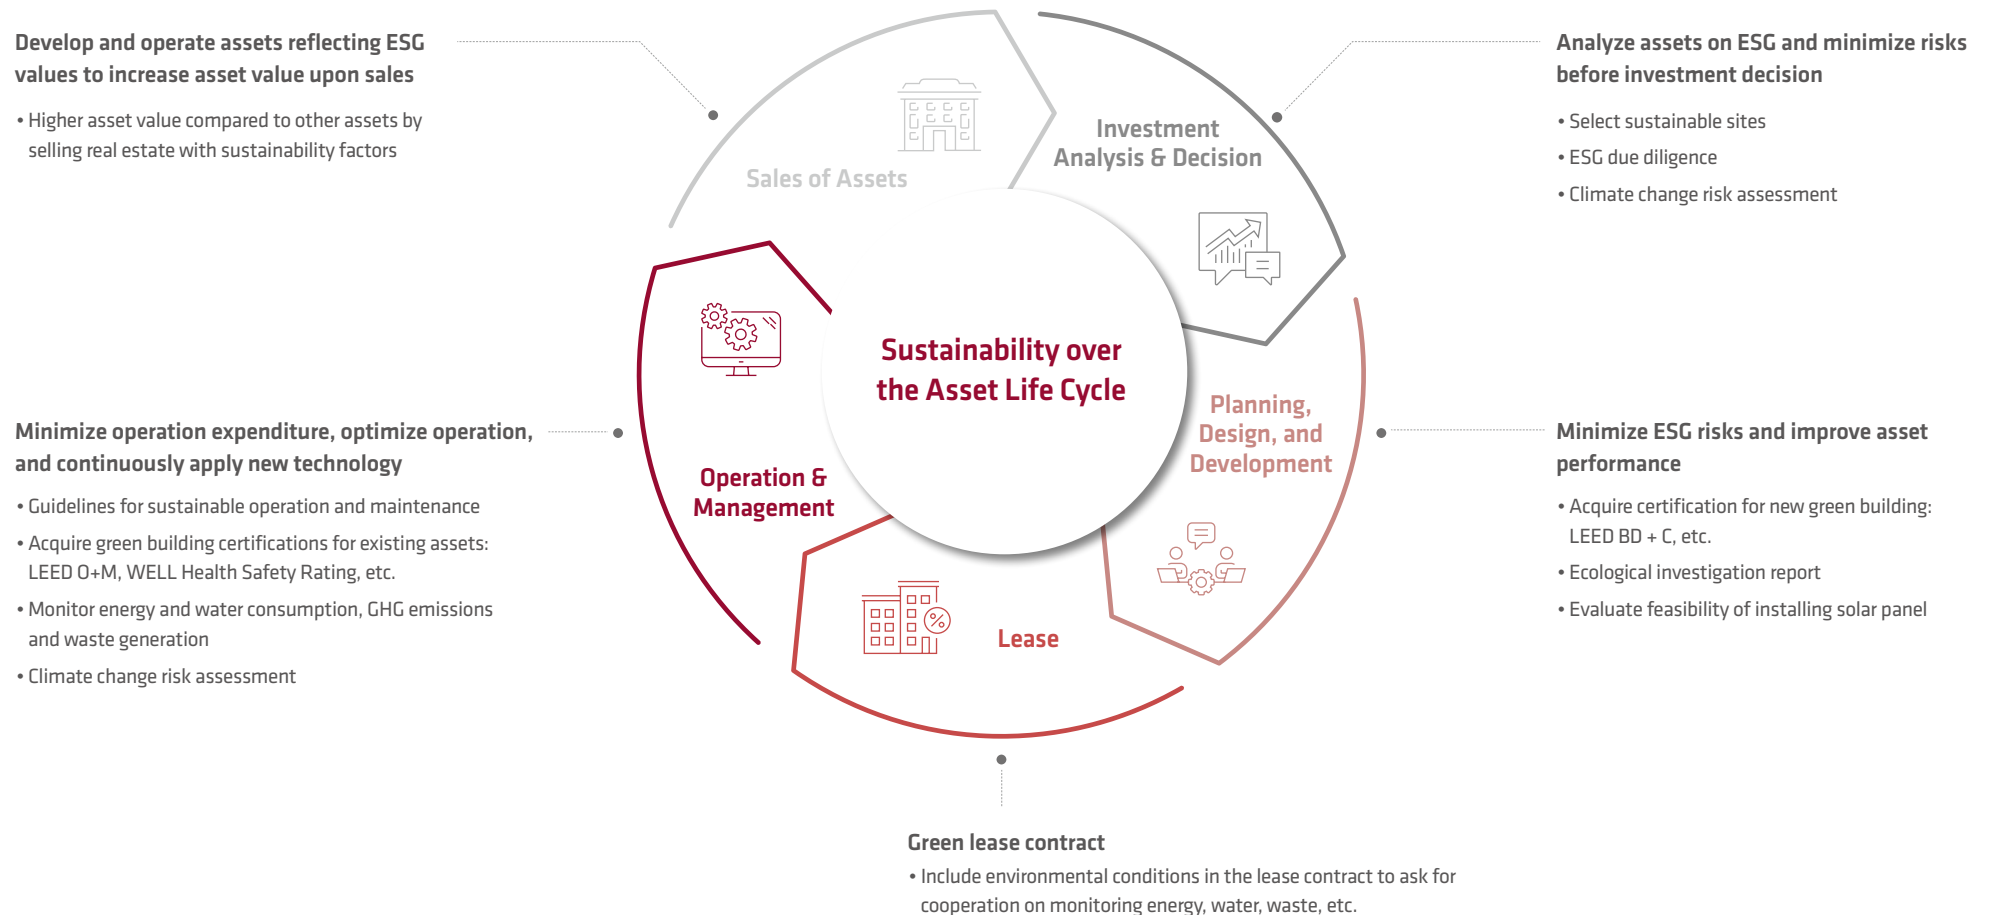 Develop and operate assets reflecting ESG
values to increase asset value upon sales
• Higher asset value compared to other assets by
selling real estate with sustainability factors
Analyze assets on ESG and minimize risks
before investment decision
• Select sustainable sites
• ESG due diligence
• Climate change risk assessment
Sales of Assets
Investment
Analysis & Decision
Sustainability over
the Asset Life Cycle
Planning,
Design, and
Development
Operation &
Management
%
Lease
Minimize operation expenditure, optimize operation,
and continuously apply new technology
• Guidelines for sustainable operation and maintenance
• Acquire green building certifications for existing assets:
LEED O+M, WELL Health Safety Rating, etc.
• Monitor energy and water consumption, GHG emissions
and waste generation
• Climate change risk assessment
Minimize ESG risks and improve asset
performance
• Acquire certification for new green building:
LEED BD + C, etc.
• Ecological investigation report
• Evaluate feasibility of installing solar panel
Green lease contract
• Include environmental conditions in the lease contract to ask for
cooperation on monitoring energy, water, waste, etc.